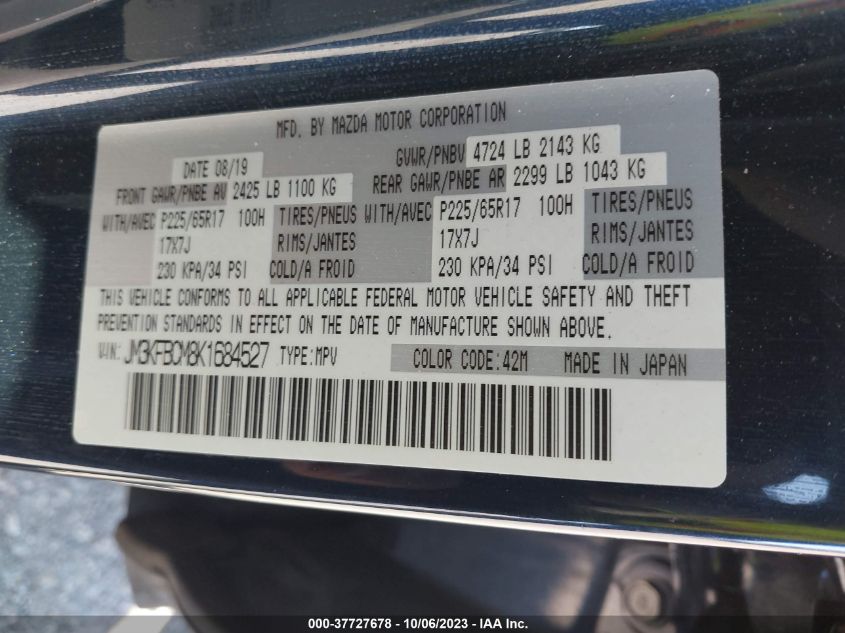 MFD. BY MAZDA MOTOR CORPORATION
DATE 08/19 GVWR/PNBV 4724 LB 2143 KG
FRONT GAWR/PNBE AV 2425 LB 1100 KG REAR GAWR/PNBE AR 2299 LB 1043 KG
WITH/AVEC P225/65R17 100H TIRES/PNEUS WITH/AVEC P225/65R17 100H TIRES/PNEUS
17X7J RIMS/JANTES 17X7J RIMS/JANTES
230 KPA/34 PSI COLD/A FROID 230 KPA/34 PSI COLD/A FROID
THIS VEHICLE CONFORMS TO ALL APPLICABLE FEDERAL MOTOR VEHICLE SAFETY AND THEFT
PREVENTION STANDARDS IN EFFECT ON THE DATE OF MANUFACTURE SHOWN ABOVE.
VIN: JM3KFBCM8K1684527 TYPE:MPV COLOR CODE:42M MADE IN JAPAN
000-37727678 - 10/06/2023 - IAA Inc.